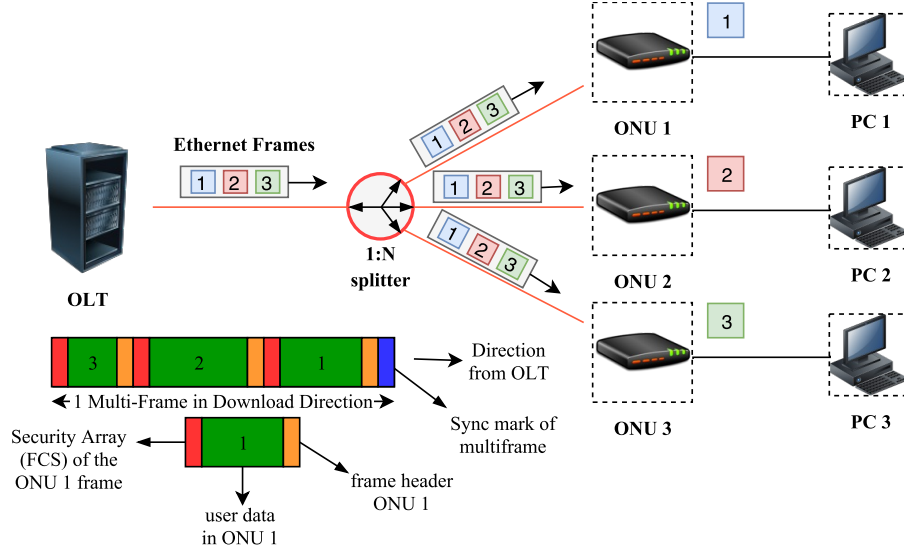 1
2
3
ONU 1
PC 1
Ethernet Frames
1 2 3
1 2 3
1 2 3
1 2 3
OLT
1:N
splitter
ONU 2
PC 2
3 2 1
Direction
from OLT
1 Multi-Frame in Download Direction
Sync mark of
multiframe
ONU 3
PC 3
Security Array
(FCS) of the
ONU 1 frame
1
frame header
ONU 1
user data
in ONU 1